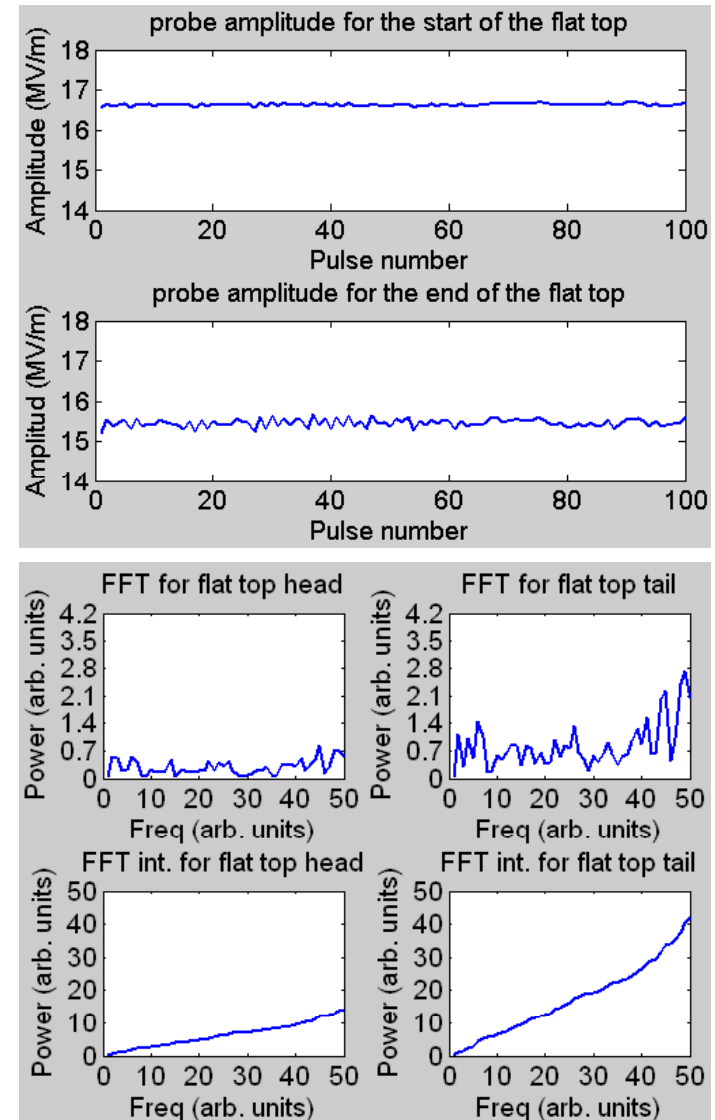 probe amplitude for the start of the flat top
Amplitude (MV/m)
18
17
16
15
14
0 20 40 60 80 100
Pulse number
probe amplitude for the end of the flat top
Amplitud (MV/m)
18
17
16
15
14
0 20 40 60 80 100
Pulse number
FFT for flat top head
Power (arb. units)
4.2
3.5
2.8
2.1
1.4
0.7
0
0 10 20 30 40 50
Freq (arb. units)
FFT for flat top tail
Power (arb. units)
4.2
3.5
2.8
2.1
1.4
0.7
0
0 10 20 30 40 50
Freq (arb. units)
FFT int. for flat top head
Power (arb. units)
50
40
30
20
10
0
0 10 20 30 40 50
Freq (arb. units)
FFT int. for flat top tail
Power (arb. units)
50
40
30
20
10
0
0 10 20 30 40 50
Freq (arb. units)